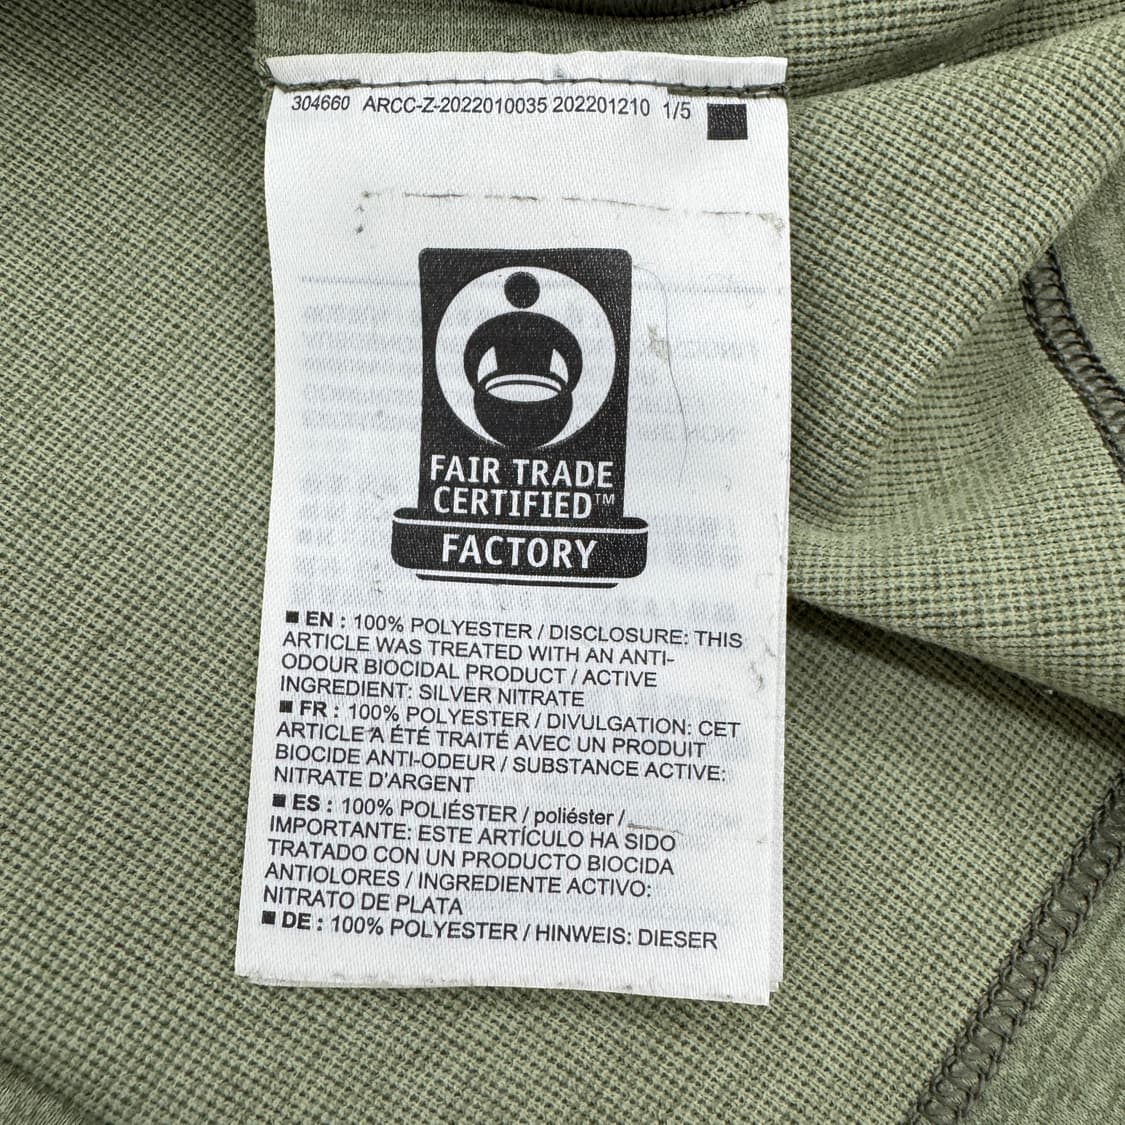 304660 ARCC-Z-2022010035 202201210 1/5
FAIR TRADE
CERTIFIED™
FACTORY
■ EN : 100% POLYESTER / DISCLOSURE: THIS
ARTICLE WAS TREATED WITH AN ANTI-
ODOUR BIOCIDAL PRODUCT / ACTIVE
INGREDIENT: SILVER NITRATE
■ FR : 100% POLYESTER / DIVULGATION: CET
ARTICLE A ÉTÉ TRAITÉ AVEC UN PRODUIT
BIOCIDE ANTI-ODEUR / SUBSTANCE ACTIVE:
NITRATE D'ARGENT
■ ES : 100% POLIÉSTER / poliéster /
IMPORTANTE: ESTE ARTÍCULO HA SIDO
TRATADO CON UN PRODUCTO BIOCIDA
ANTIOLORES / INGREDIENTE ACTIVO:
NITRATO DE PLATA
■ DE : 100% POLYESTER / HINWEIS: DIESER